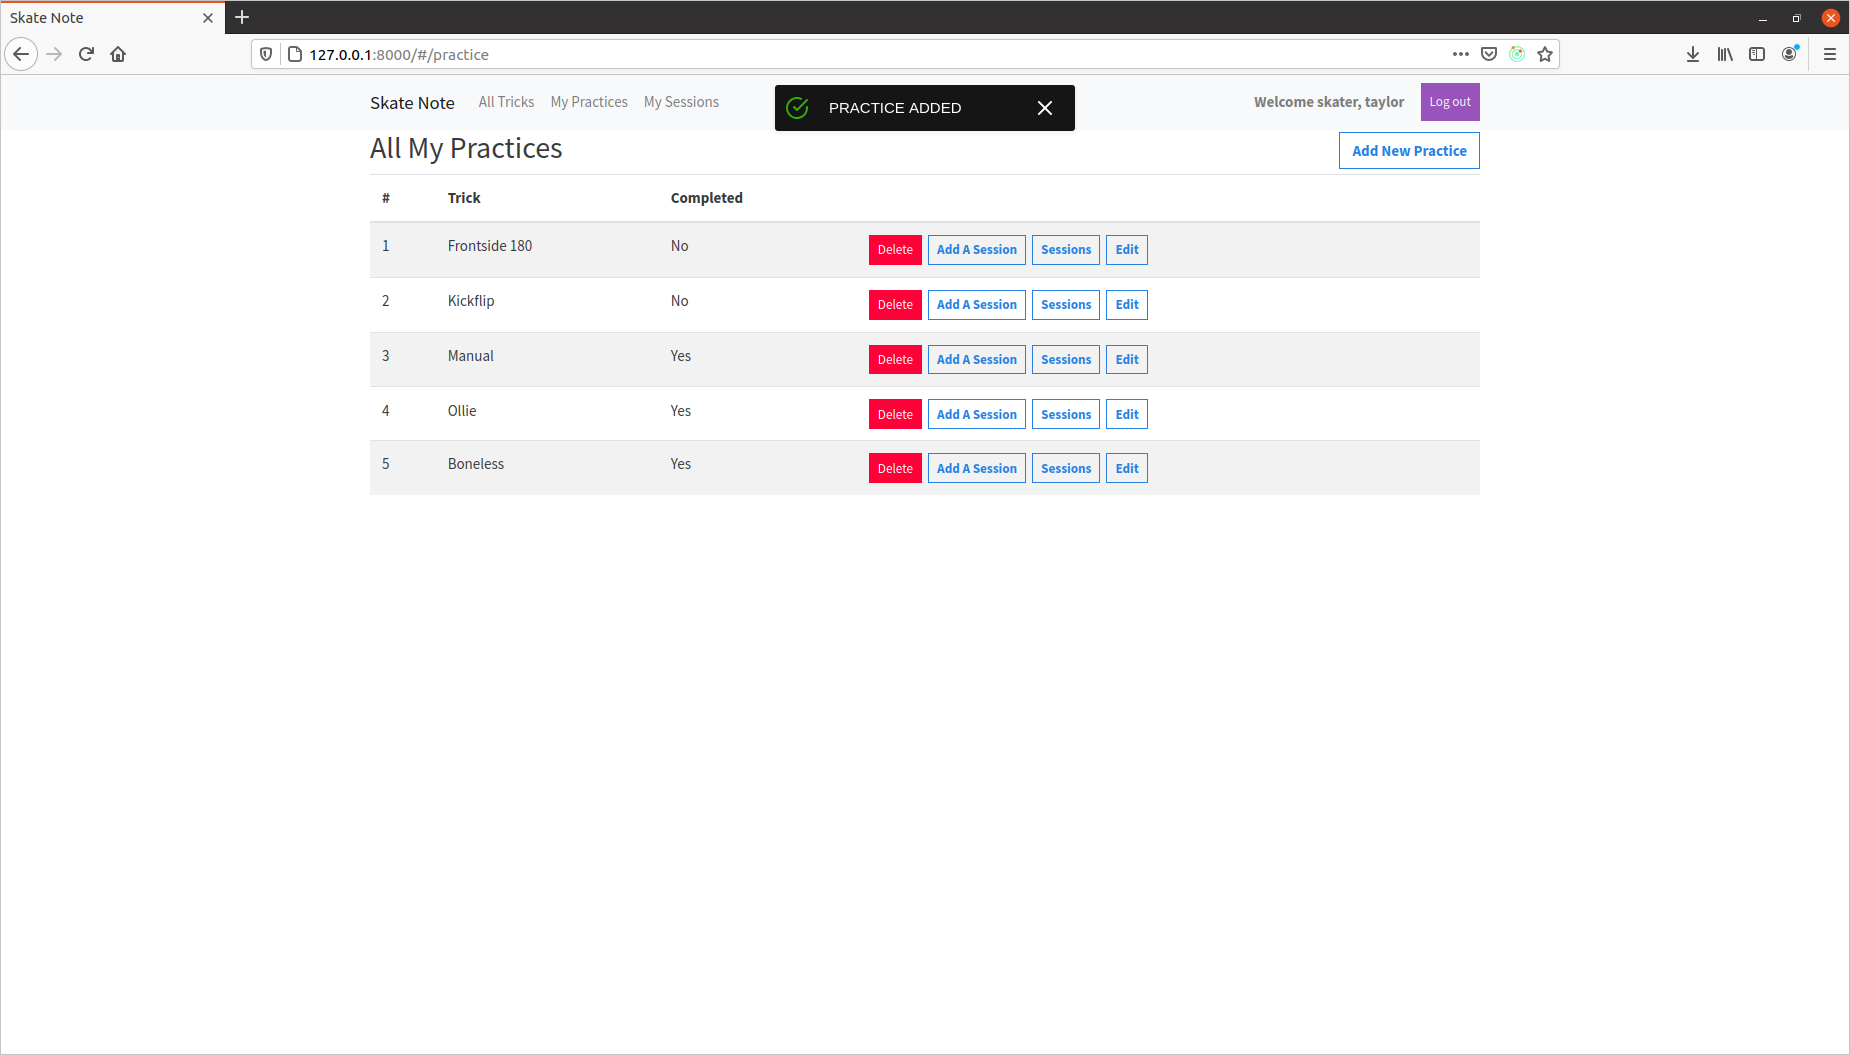 Skate Note
127.0.0.1:8000/#/practice
Skate Note All Tricks My Practices My Sessions PRACTICE ADDED Welcome skater, taylor Log out
All My Practices Add New Practice
# Trick Completed
1 Frontside 180 No Delete Add A Session Sessions Edit
2 Kickflip No Delete Add A Session Sessions Edit
3 Manual Yes Delete Add A Session Sessions Edit
4 Ollie Yes Delete Add A Session Sessions Edit
5 Boneless Yes Delete Add A Session Sessions Edit